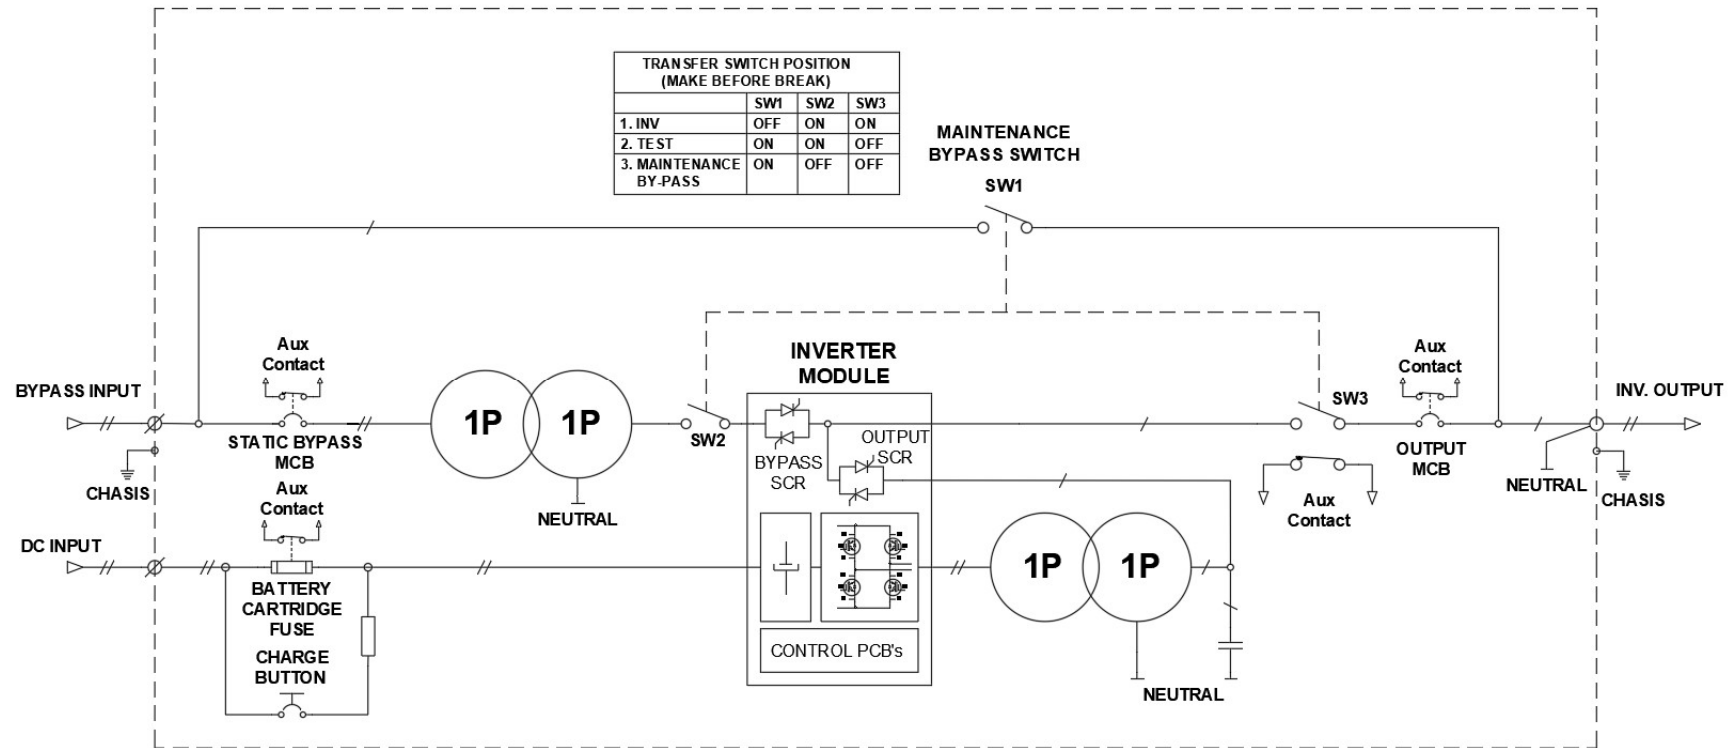 TRANSFER SWITCH POSITION
(MAKE BEFORE BREAK)
SW1 SW2 SW3
1. INV OFF ON ON
2. TEST ON ON OFF
3. MAINTENANCE ON OFF OFF
BY-PASS
MAINTENANCE
BYPASS SWITCH
SW1
Aux
Contact
BYPASS INPUT
STATIC BYPASS
MCB
CHASIS
1P 1P
NEUTRAL
SW2
INVERTER
MODULE
BYPASS
SCR
OUTPUT
SCR
CONTROL PCB's
SW3
Aux
Contact
Aux
Contact
OUTPUT
MCB
INV. OUTPUT
NEUTRAL
CHASIS
DC INPUT
Aux
Contact
BATTERY
CARTRIDGE
FUSE
CHARGE
BUTTON
1P 1P
NEUTRAL